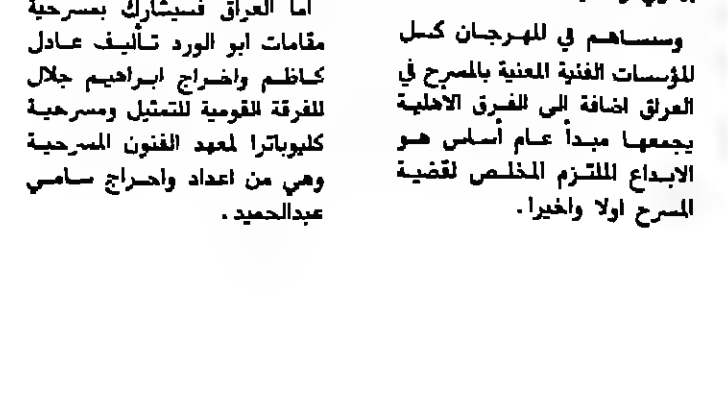 وستساهم في المهرجان كل
المؤسسات الفنية المعنية بالمسرح في
العراق اضافة الى الفرق الاهلية
يجمعها مبدأ عام أساس هو
الابداع الملتزم المخلص لقضية
المسرح اولا واخيرا .
اما العراق فسيشارك بمسرحية
مقامات ابو الورد تأليف عادل
كاظم واخراج ابراهيم جلال
للفرقة القومية للتمثيل ومسرحية
كليوباترا لمعهد الفنون المسرحية
وهي من اعداد واخراج سامي
عبدالحميد .